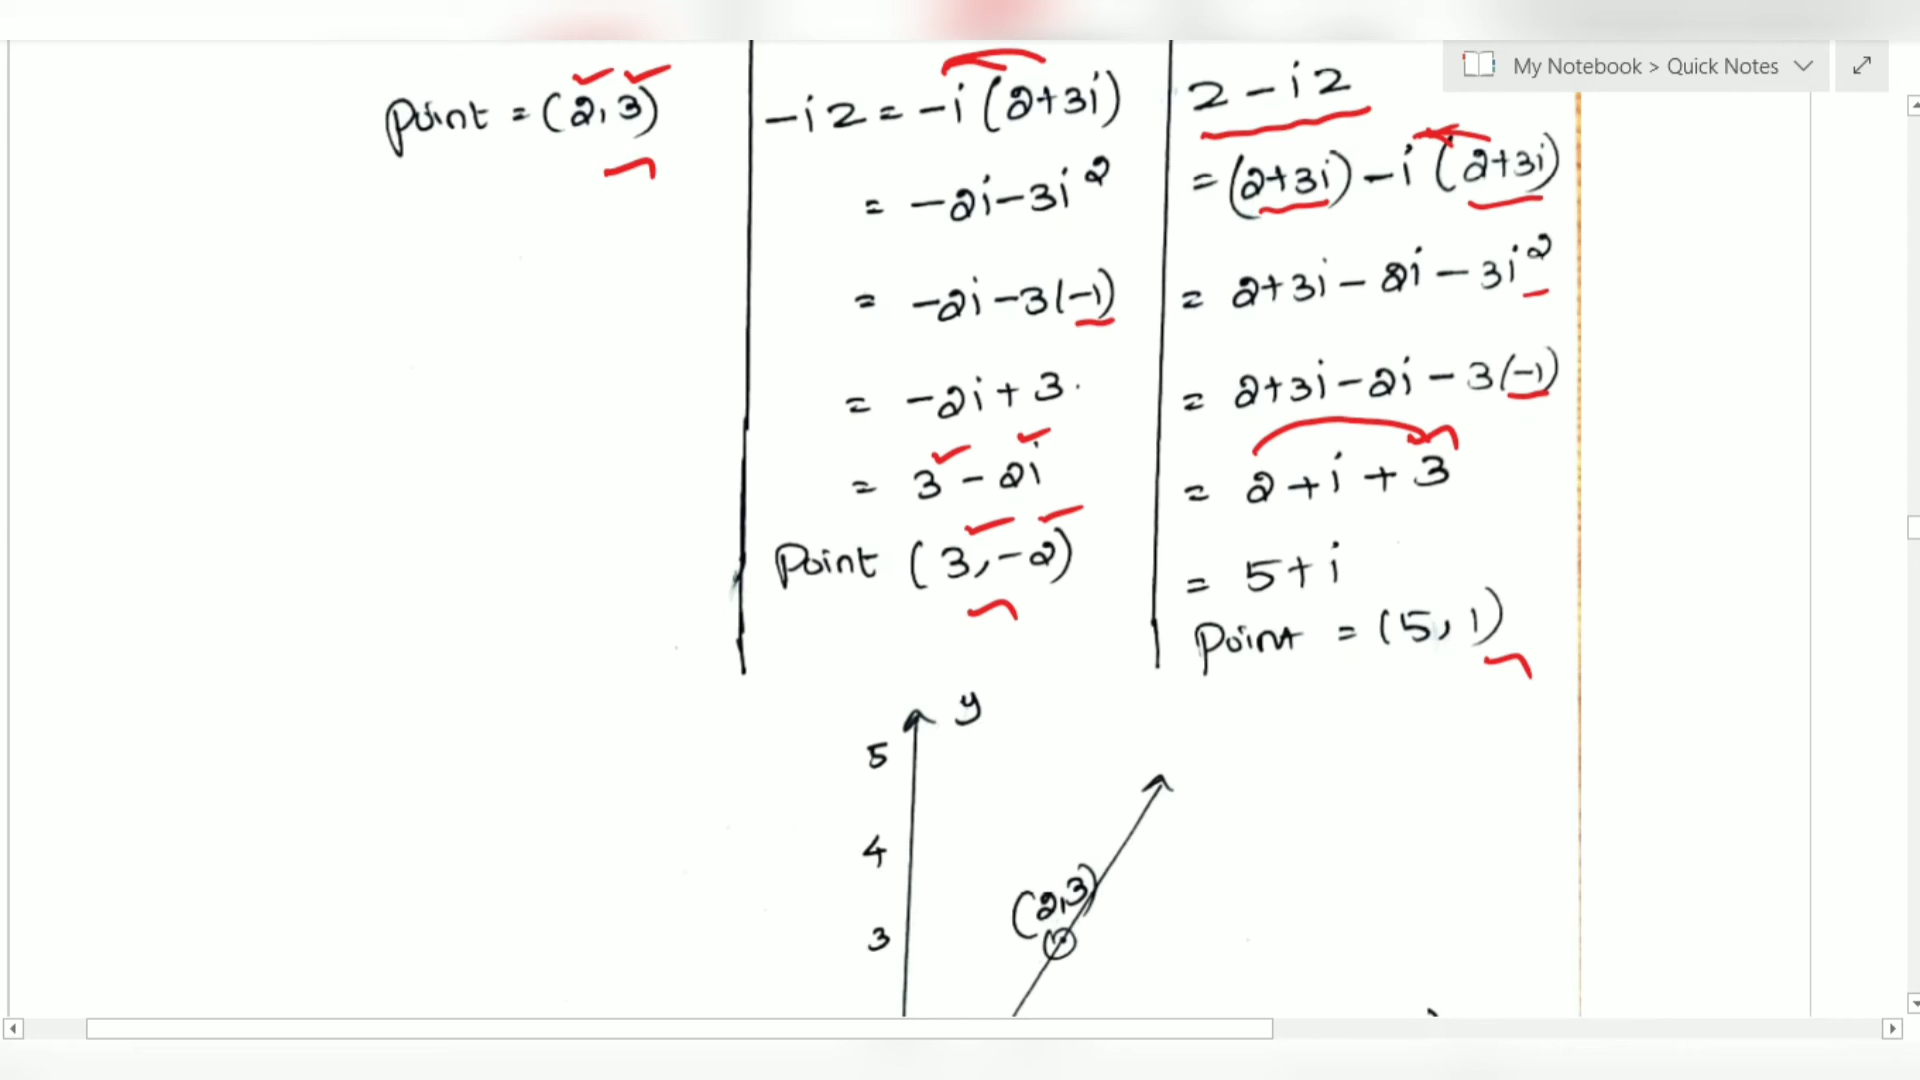 My Notebook > Quick Notes
Point = (2, 3)
-iz = -i (2+3i)
= -2i-3i²
= -2i-3(-1)
= -2i+3.
= 3-2i
Point (3, -2)
z-iz
= (2+3i) - i (2+3i)
= 2+3i-2i-3i²
= 2+3i-2i-3(-1)
= 2+i+3
= 5+i
Point = (5, 1)
y
5
4
(2,3)
3